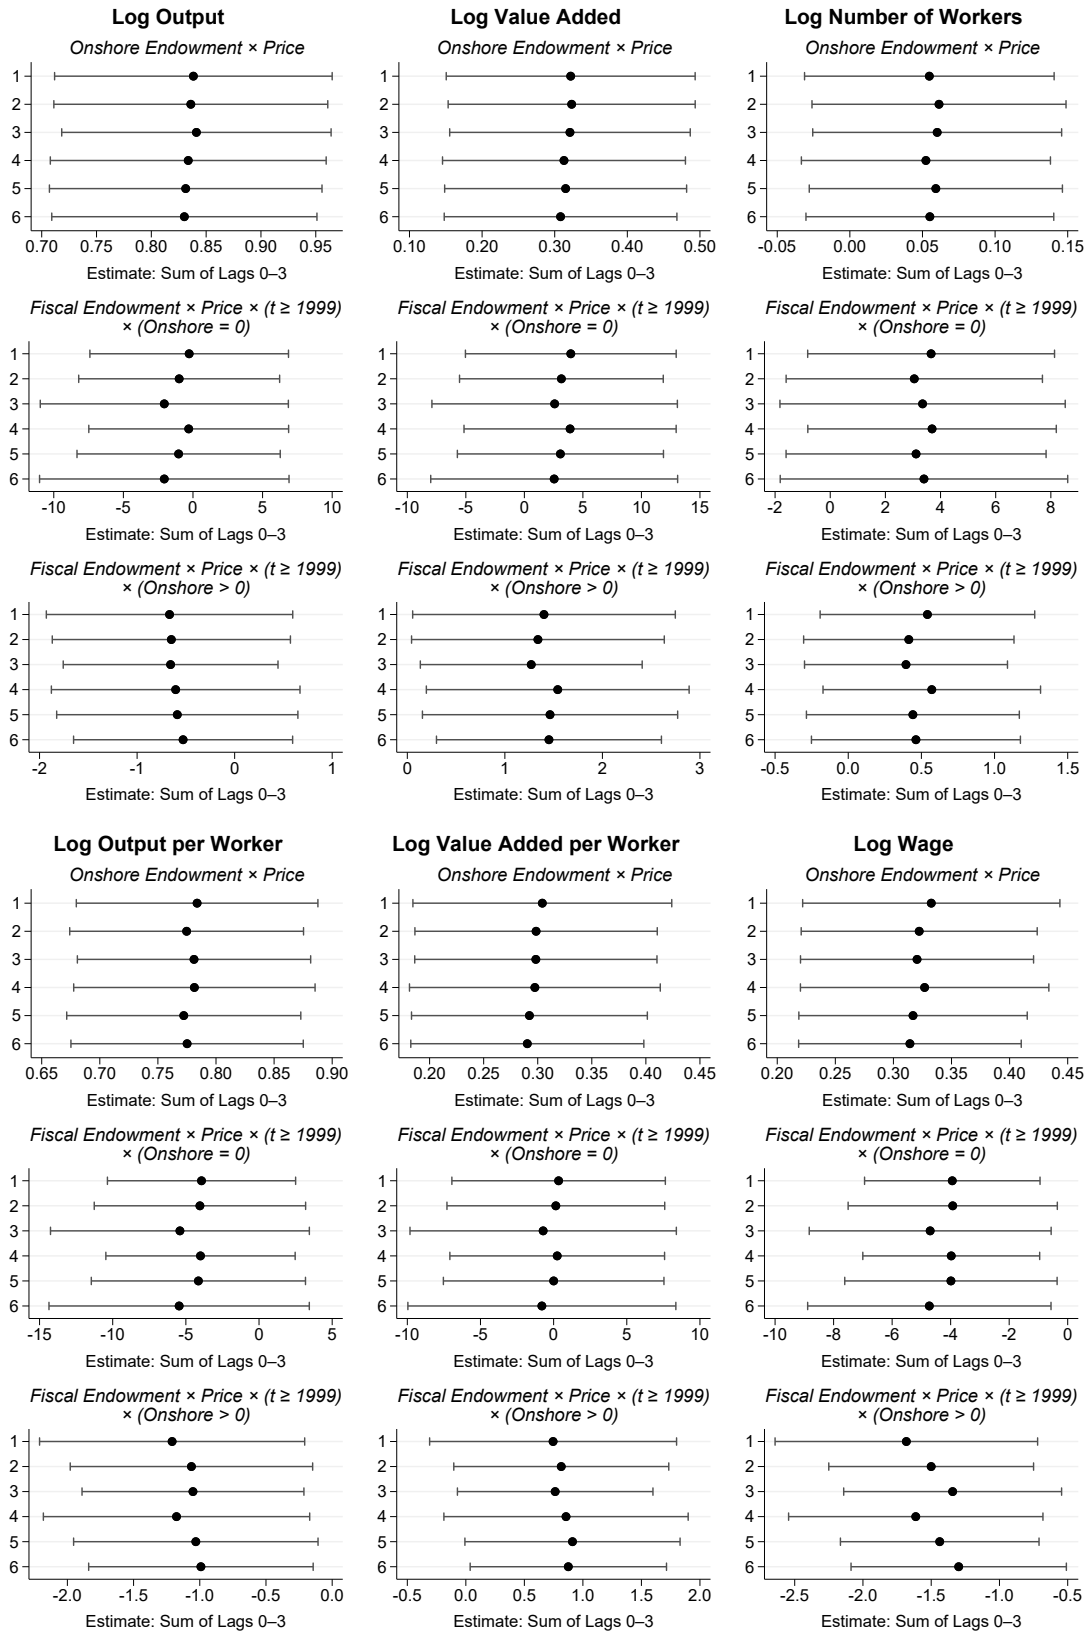 Log Output
Onshore Endowment × Price
1
2
3
4
5
6
0.70 0.75 0.80 0.85 0.90 0.95
Estimate: Sum of Lags 0–3
Log Value Added
Onshore Endowment × Price
1
2
3
4
5
6
0.10 0.20 0.30 0.40 0.50
Estimate: Sum of Lags 0–3
Log Number of Workers
Onshore Endowment × Price
1
2
3
4
5
6
-0.05 0.00 0.05 0.10 0.15
Estimate: Sum of Lags 0–3
Fiscal Endowment × Price × (t ≥ 1999)
× (Onshore = 0)
1
2
3
4
5
6
-10 -5 0 5 10
Estimate: Sum of Lags 0–3
Fiscal Endowment × Price × (t ≥ 1999)
× (Onshore = 0)
1
2
3
4
5
6
-10 -5 0 5 10 15
Estimate: Sum of Lags 0–3
Fiscal Endowment × Price × (t ≥ 1999)
× (Onshore = 0)
1
2
3
4
5
6
-2 0 2 4 6 8
Estimate: Sum of Lags 0–3
Fiscal Endowment × Price × (t ≥ 1999)
× (Onshore > 0)
1
2
3
4
5
6
-2 -1 0 1
Estimate: Sum of Lags 0–3
Fiscal Endowment × Price × (t ≥ 1999)
× (Onshore > 0)
1
2
3
4
5
6
0 1 2 3
Estimate: Sum of Lags 0–3
Fiscal Endowment × Price × (t ≥ 1999)
× (Onshore > 0)
1
2
3
4
5
6
-0.5 0.0 0.5 1.0 1.5
Estimate: Sum of Lags 0–3
Log Output per Worker
Onshore Endowment × Price
1
2
3
4
5
6
0.65 0.70 0.75 0.80 0.85 0.90
Estimate: Sum of Lags 0–3
Log Value Added per Worker
Onshore Endowment × Price
1
2
3
4
5
6
0.20 0.25 0.30 0.35 0.40 0.45
Estimate: Sum of Lags 0–3
Log Wage
Onshore Endowment × Price
1
2
3
4
5
6
0.20 0.25 0.30 0.35 0.40 0.45
Estimate: Sum of Lags 0–3
Fiscal Endowment × Price × (t ≥ 1999)
× (Onshore = 0)
1
2
3
4
5
6
-15 -10 -5 0 5
Estimate: Sum of Lags 0–3
Fiscal Endowment × Price × (t ≥ 1999)
× (Onshore = 0)
1
2
3
4
5
6
-10 -5 0 5 10
Estimate: Sum of Lags 0–3
Fiscal Endowment × Price × (t ≥ 1999)
× (Onshore = 0)
1
2
3
4
5
6
-10 -8 -6 -4 -2 0
Estimate: Sum of Lags 0–3
Fiscal Endowment × Price × (t ≥ 1999)
× (Onshore > 0)
1
2
3
4
5
6
-2.0 -1.5 -1.0 -0.5 0.0
Estimate: Sum of Lags 0–3
Fiscal Endowment × Price × (t ≥ 1999)
× (Onshore > 0)
1
2
3
4
5
6
-0.5 0.0 0.5 1.0 1.5 2.0
Estimate: Sum of Lags 0–3
Fiscal Endowment × Price × (t ≥ 1999)
× (Onshore > 0)
1
2
3
4
5
6
-2.5 -2.0 -1.5 -1.0 -0.5
Estimate: Sum of Lags 0–3